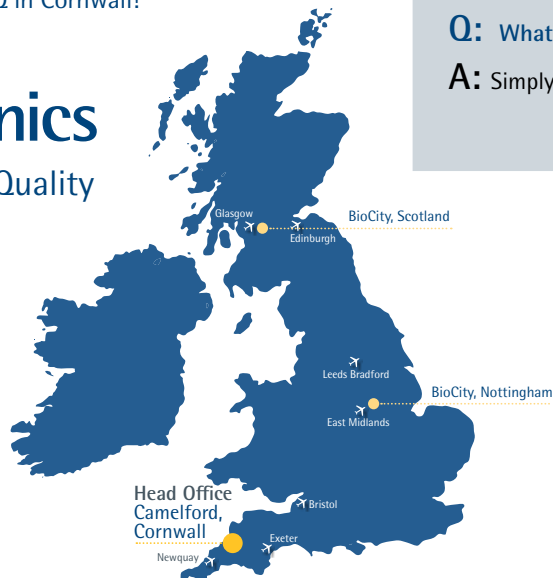 in Cornwall!
Q: What
A: Simply
nics
Quality
Glasgow
Edinburgh
BioCity, Scotland
Leeds Bradford
BioCity, Nottingham
East Midlands
Head Office
Camelford,
Cornwall
Bristol
Exeter
Newquay